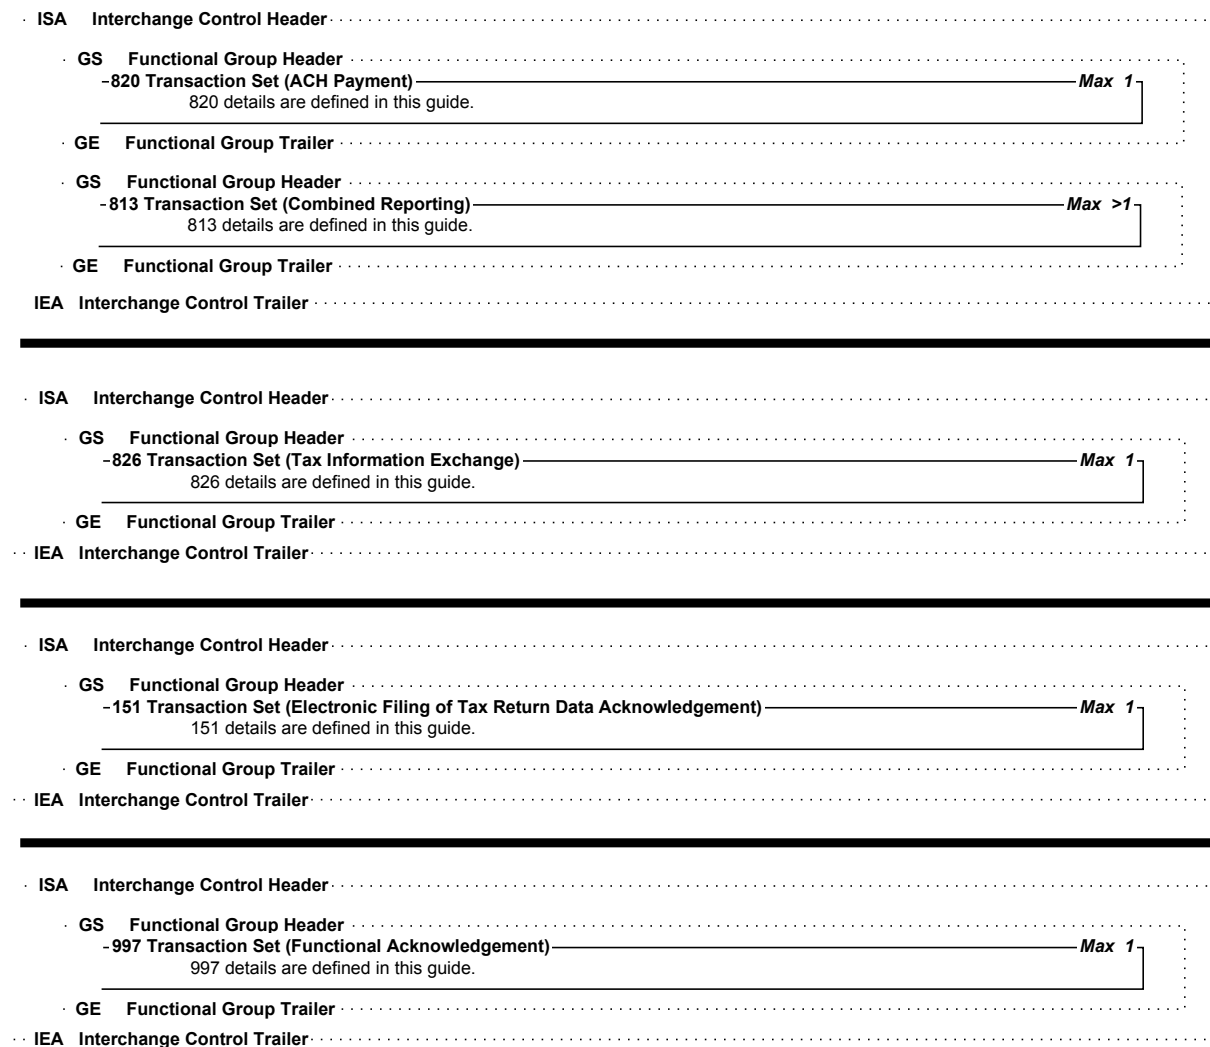 ISA Interchange Control Header
GS Functional Group Header
820 Transaction Set (ACH Payment) Max 1
820 details are defined in this guide.
GE Functional Group Trailer
GS Functional Group Header
813 Transaction Set (Combined Reporting) Max >1
813 details are defined in this guide.
GE Functional Group Trailer
IEA Interchange Control Trailer
ISA Interchange Control Header
GS Functional Group Header
826 Transaction Set (Tax Information Exchange) Max 1
826 details are defined in this guide.
GE Functional Group Trailer
IEA Interchange Control Trailer
ISA Interchange Control Header
GS Functional Group Header
151 Transaction Set (Electronic Filing of Tax Return Data Acknowledgement) Max 1
151 details are defined in this guide.
GE Functional Group Trailer
IEA Interchange Control Trailer
ISA Interchange Control Header
GS Functional Group Header
997 Transaction Set (Functional Acknowledgement) Max 1
997 details are defined in this guide.
GE Functional Group Trailer
IEA Interchange Control Trailer